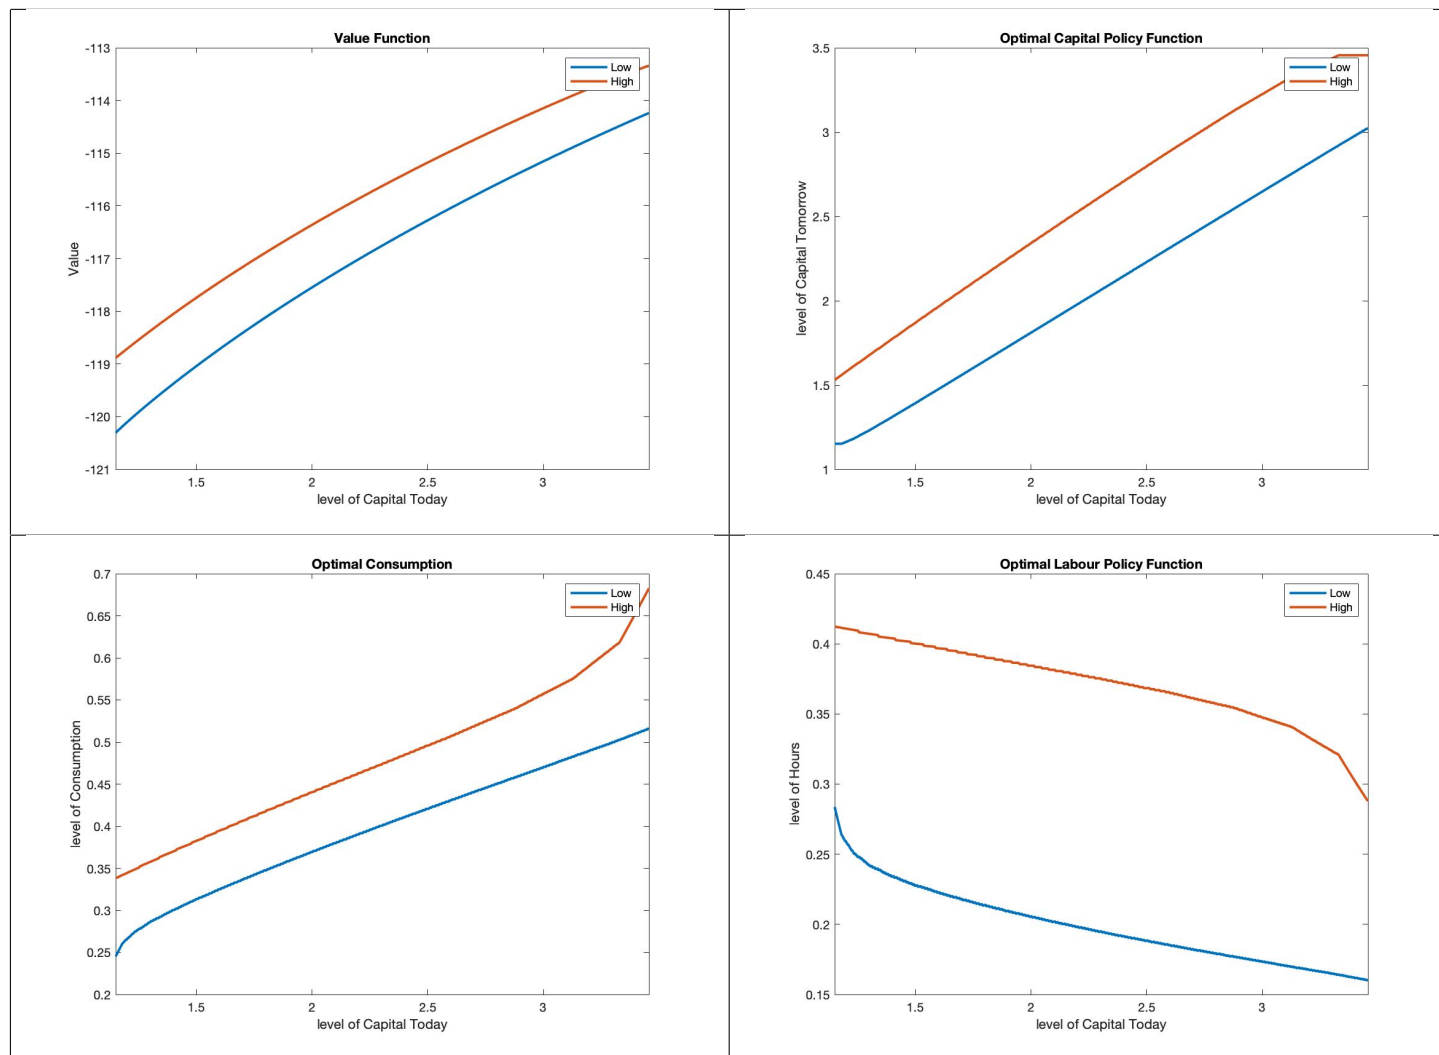 Value Function
Low
High
-113
-114
-115
-116
-117
-118
-119
-120
-121
Value
1.5 2 2.5 3
level of Capital Today
Optimal Capital Policy Function
Low
High
3.5
3
2.5
2
1.5
1
level of Capital Tomorrow
1.5 2 2.5 3
level of Capital Today
Optimal Consumption
Low
High
0.7
0.65
0.6
0.55
0.5
0.45
0.4
0.35
0.3
0.25
0.2
level of Consumption
1.5 2 2.5 3
level of Capital Today
Optimal Labour Policy Function
Low
High
0.45
0.4
0.35
0.3
0.25
0.2
0.15
level of Hours
1.5 2 2.5 3
level of Capital Today